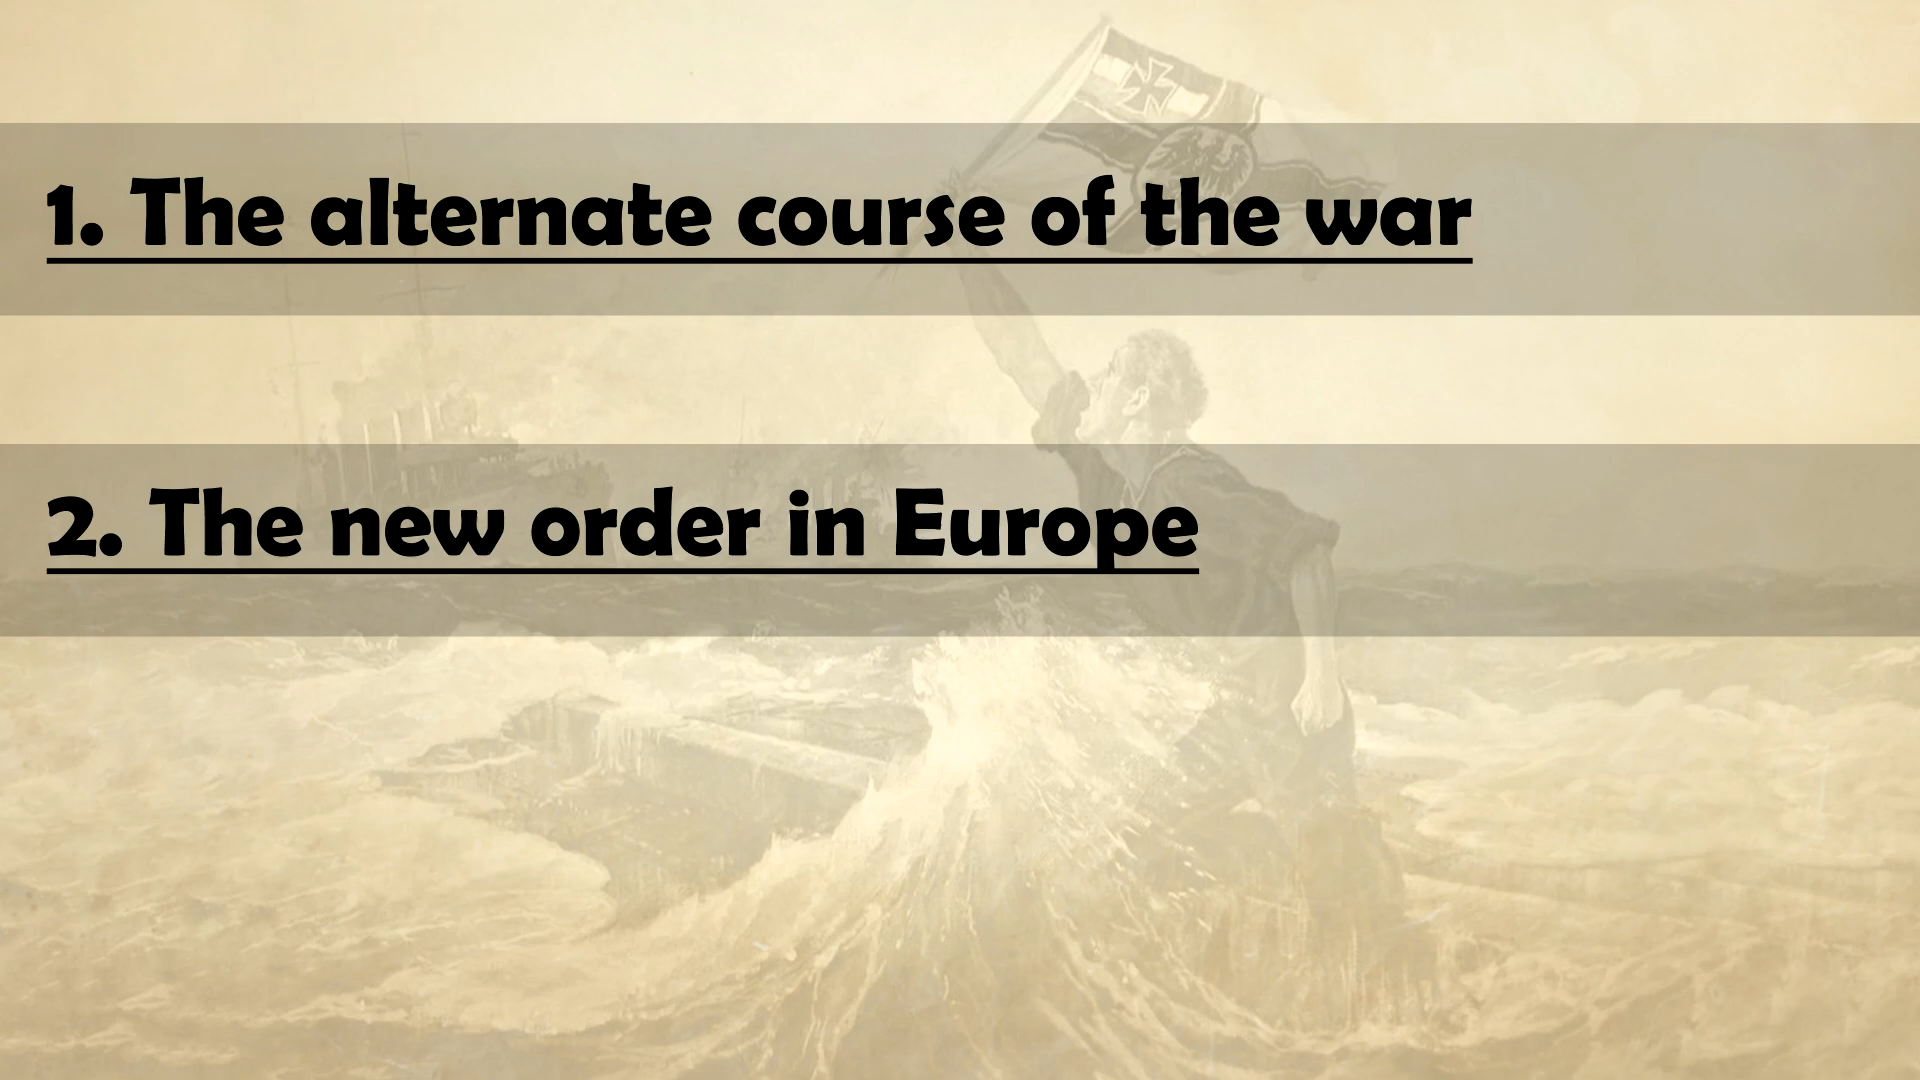 1. The alternate course of the war
2. The new order in Europe